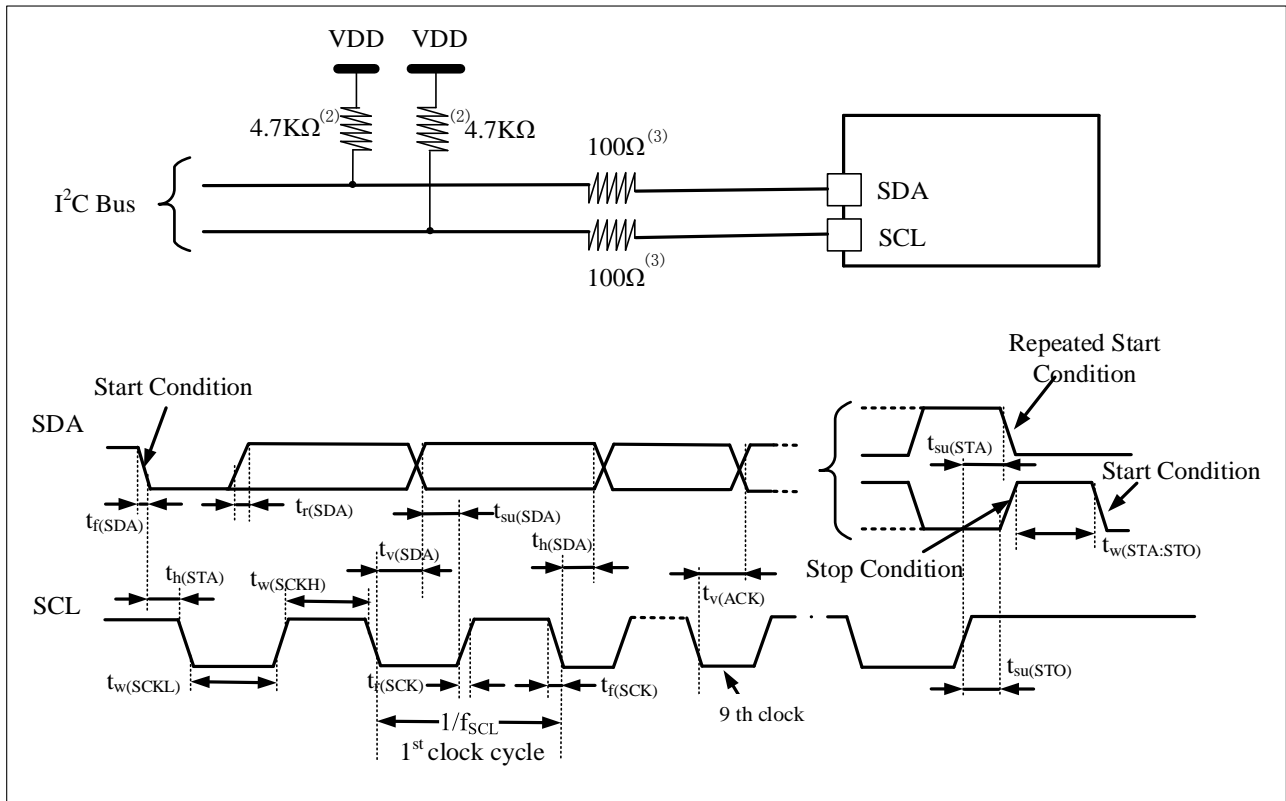 VDD VDD
4.7KΩ(2) (2)4.7KΩ
100Ω(3)
I2C Bus
SDA
SCL
100Ω(3)
Repeated Start
Condition
Start Condition
SDA
tsu(STA)
Start Condition
tf(SDA)
tr(SDA)
tsu(SDA)
tv(SDA)
th(SDA)
tw(STA:STO)
Stop Condition
th(STA)
tw(SCKH)
tv(ACK)
SCL
tw(SCKL)
tf(SCK)
tf(SCK)
tsu(STO)
9 th clock
1/fSCL
1st clock cycle